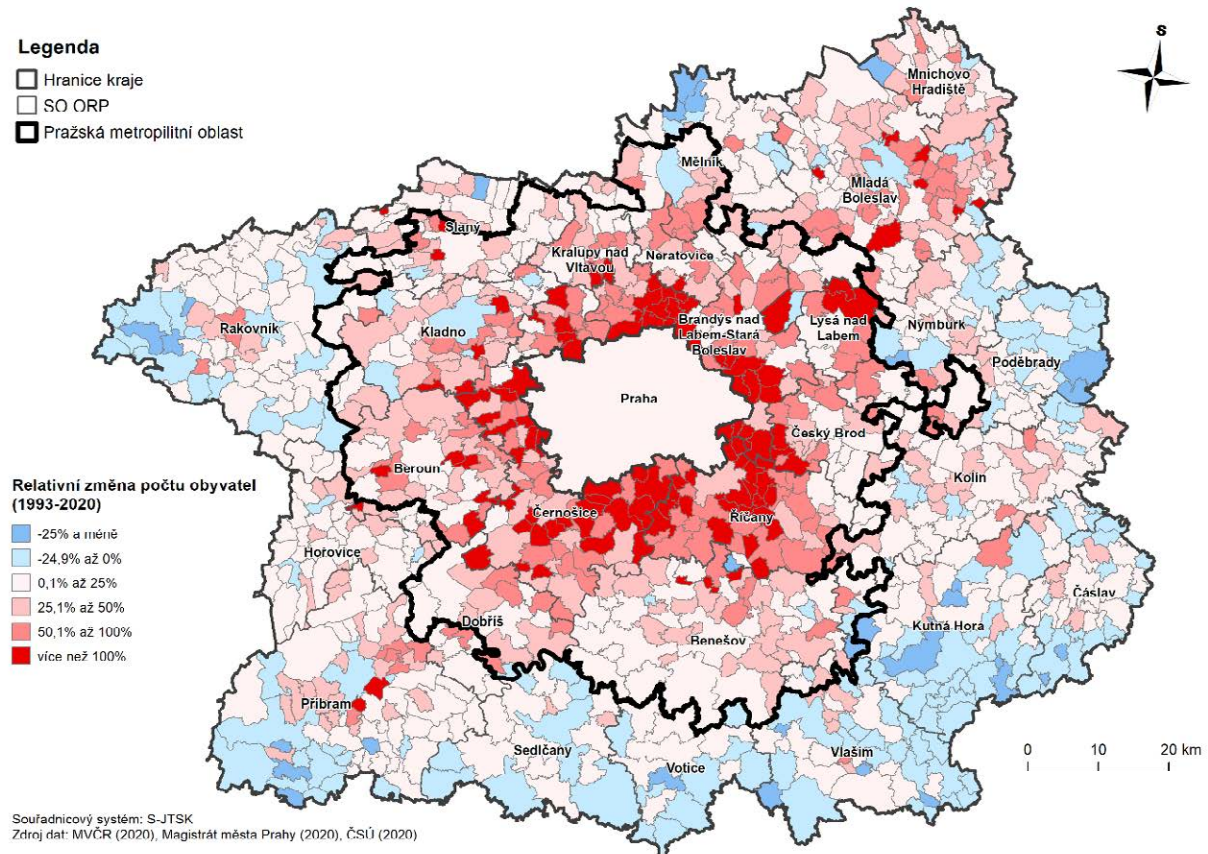 Legenda
Hranice kraje
SO ORP
Pražská metropilitní oblast
S
Mnichovo
Hradiště
Mělník
Mladá
Boleslav
Slaný
Kralupy nad
Vltavou
Neratovice
Rakovník
Kladno
Brandýs nad
Labem-Stará
Boleslav
Lysá nad
Labem
Nymburk
Poděbrady
Praha
Český Brod
Beroun
Kolín
Relativní změna počtu obyvatel
(1993-2020)
-25% a méně
-24,9% až 0%
0,1% až 25%
25,1% až 50%
50,1% až 100%
více než 100%
Černošice
Říčany
Hořovice
Čáslav
Kutná Hora
Dobříš
Benešov
Příbram
Sedlčany
Votice
Vlašim
0 10 20 km
Souřadnicový systém: S-JTSK
Zdroj dat: MVČR (2020), Magistrát města Prahy (2020), ČSÚ (2020)